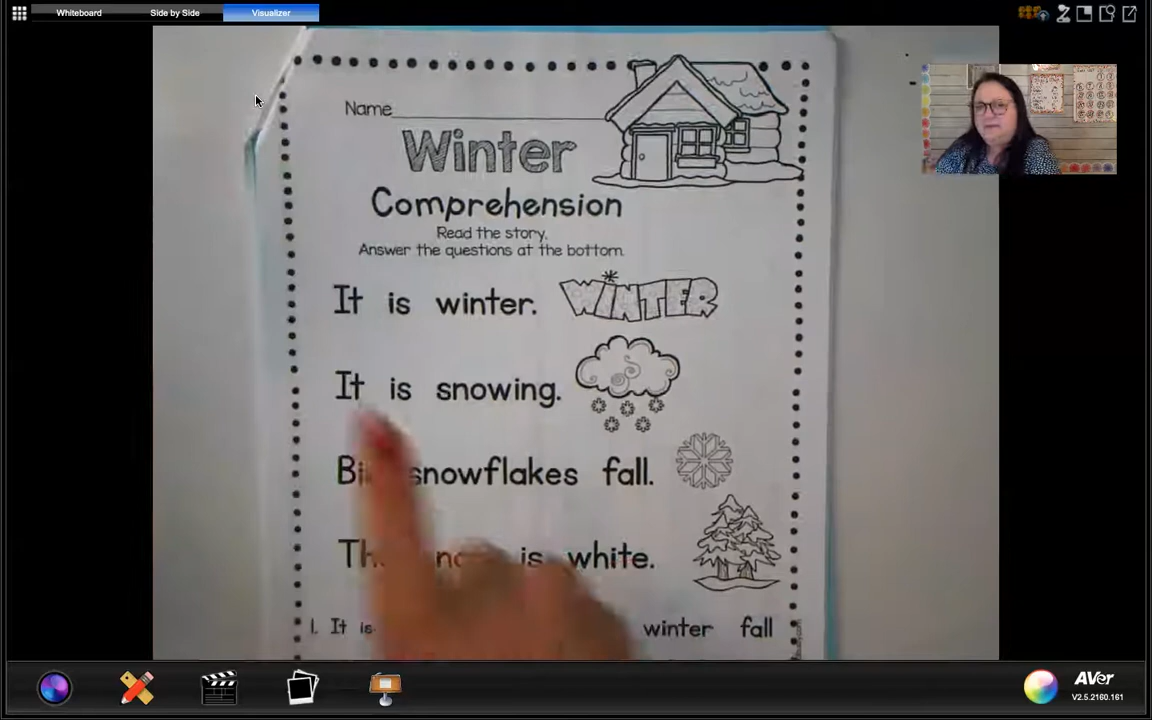 Whiteboard Side by Side Visualizer
Name
Winter
Comprehension
Read the story.
Answer the questions at the bottom.
It is winter. WINTER
It is snowing.
snowflakes fall.
is white.
1. It is winter fall
AVer
V2.5.2160.161